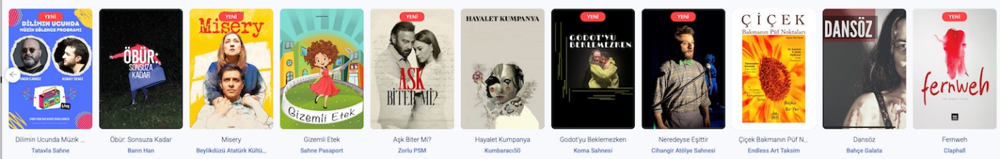 YENİ
DİLİMİN UCUNDA
MÜZİK EĞLENCE PROGRAMI
ONUR CANDIZ
KORAY DENİZ
LIVE
Dilimin Ucunda Müzik ...
Tatavla Sahne
ÖBÜR:
SONSUZA
KADAR
Öbür: Sonsuza Kadar
Bann Han
YENİ
Misery
Misery
Beylikdüzü Atatürk Kültü...
Gizemli Etek
Gizemli Etek
Sahne Pasaport
YENİ
AŞK
BİTER Mİ?
Aşk Biter Mi?
Zorlu PSM
HAYALET KUMPANYA
Hayalet Kumpanya
Kumbaracı50
YENİ
GODOT'YU
BEKLEMEZKEN
Godot'yu Beklemezken
Koma Sahnesi
YENİ
Neredeyse Eşittir
Cihangir Atölye Sahnesi
ÇİÇEK
Bakmanın Püf Noktaları
Çiçek Bakmanın Püf N...
Endless Art Taksim
DANSÖZ
Dansöz
Bahçe Galata
YENİ
fernweh
Fernweh
Claphall